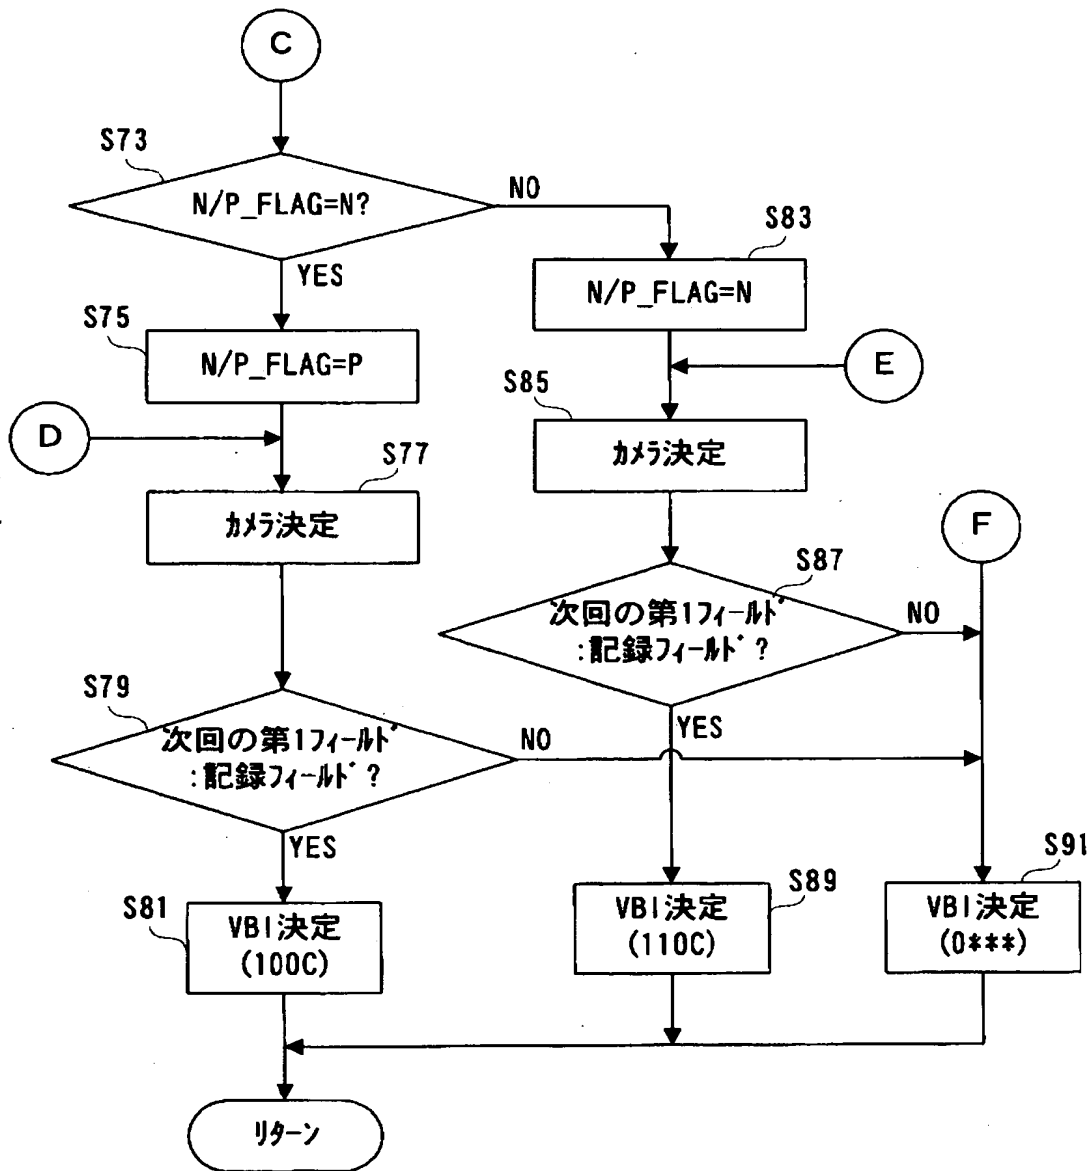 C
S73
N/P_FLAG=N?
NO
YES
S83
N/P_FLAG=N
S75
N/P_FLAG=P
E
D
S85
ｶﾒﾗ決定
S77
ｶﾒﾗ決定
F
S87
次回の第1ﾌｨｰﾙﾄﾞ
:記録ﾌｨｰﾙﾄﾞ?
NO
YES
S79
次回の第1ﾌｨｰﾙﾄﾞ
:記録ﾌｨｰﾙﾄﾞ?
NO
YES
S81
VBI決定
(100C)
S89
VBI決定
(110C)
S91
VBI決定
(0***)
ﾘﾀｰﾝ